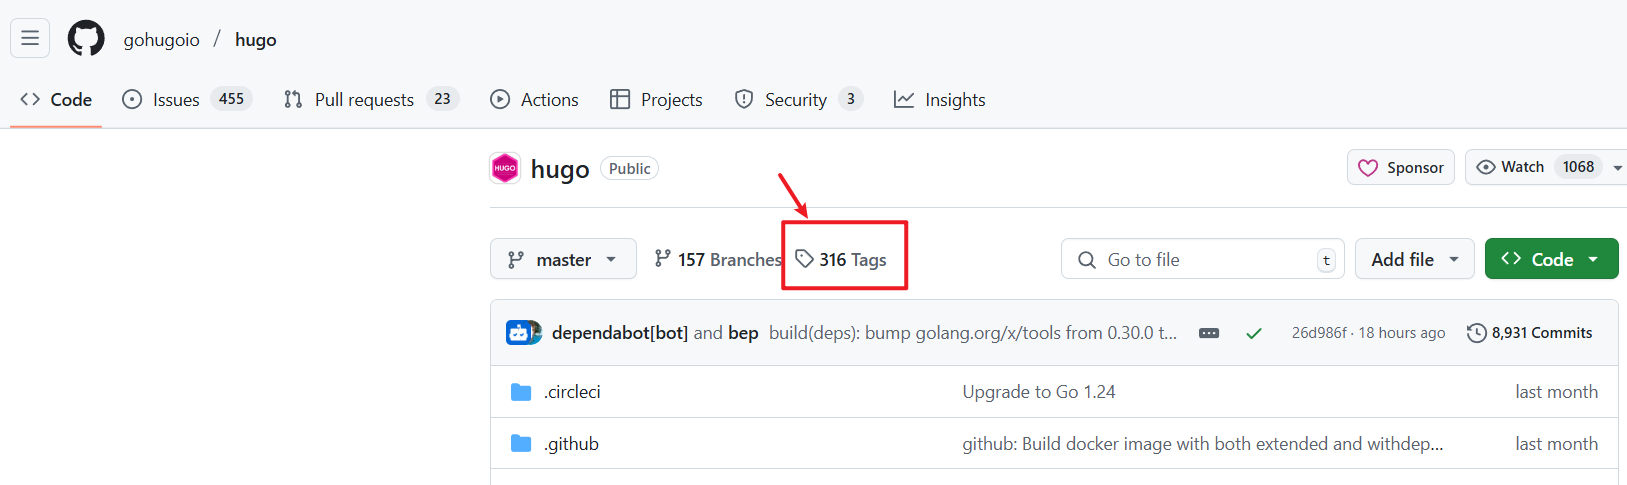 gohugoio / hugo
Code Issues 455 Pull requests 23 Actions Projects Security 3 Insights
HUGO hugo Public Sponsor Watch 1068
master 157 Branches 316 Tags Go to file t Add file Code
dependabot[bot] and bep build(deps): bump golang.org/x/tools from 0.30.0 t... 26d986f · 18 hours ago 8,931 Commits
.circleci Upgrade to Go 1.24 last month
.github github: Build docker image with both extended and withdep... last month